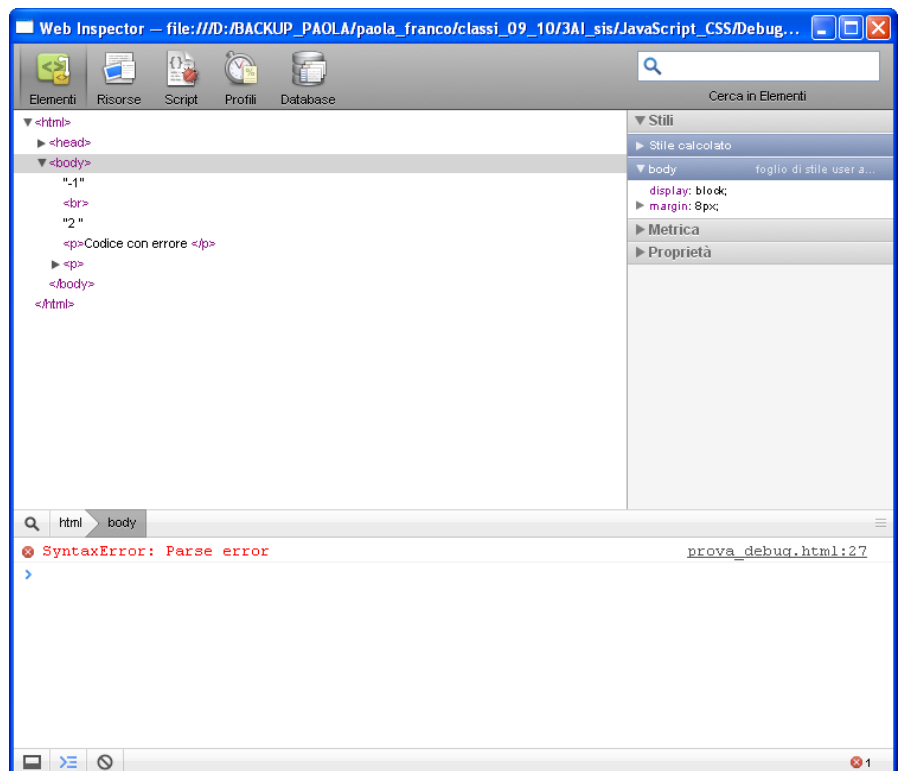 Web Inspector — file:///D:/BACKUP_PAOLA/paola_franco/classi_09_10/3AI_sis/JavaScript_CSS/Debug...
Elementi Risorse Script Profili Database
Cerca in Elementi
<html>
<head>
<body>
"-1"
<br>
"2 "
<p>Codice con errore </p>
<p>
</body>
</html>
Stili
Stile calcolato
body foglio di stile user a...
display: block;
margin: 8px;
Metrica
Proprietà
html body
SyntaxError: Parse error prova_debug.html:27
>
1